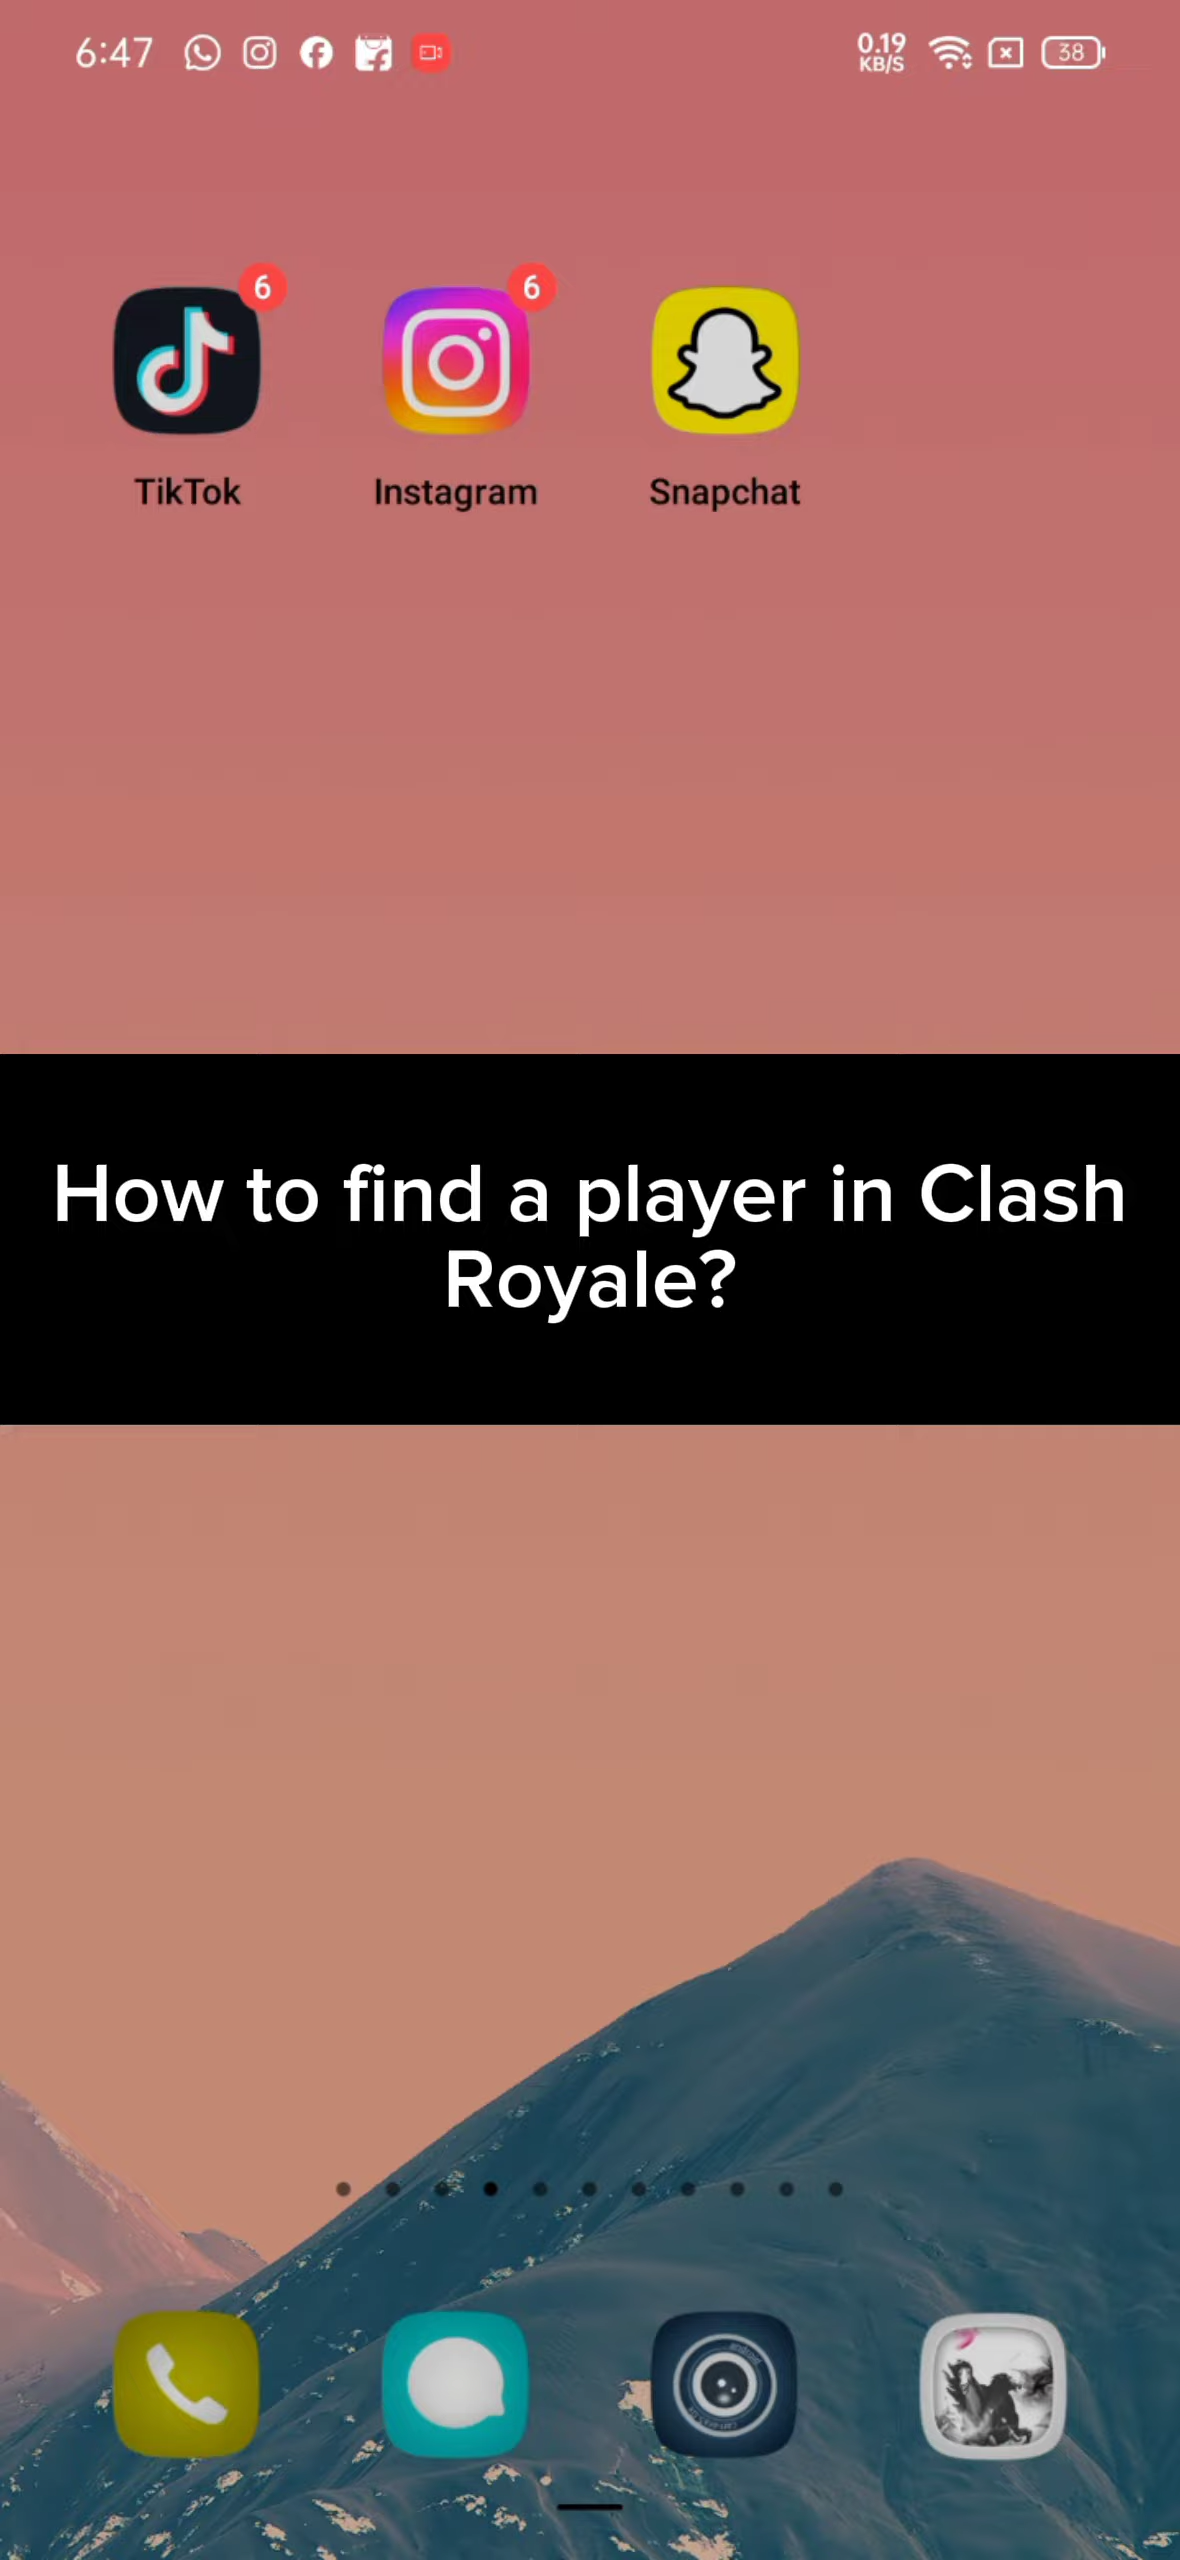 6:47
0.19
KB/S
38
6
6
TikTok
Instagram
Snapchat
How to find a player in Clash
Royale?